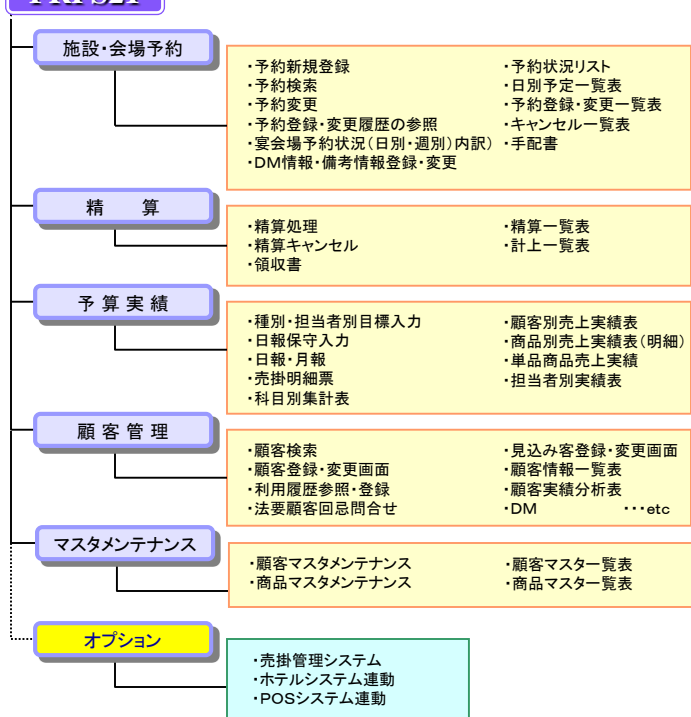 施設・会場予約
・予約新規登録
・予約検索
・予約変更
・予約登録・変更履歴の参照
・宴会場予約状況(日別・週別)内訳)
・DM情報・備考情報登録・変更
・予約状況リスト
・日別予定一覧表
・予約登録・変更一覧表
・キャンセル一覧表
・手配書
精　算
・精算処理
・精算キャンセル
・領収書
・精算一覧表
・計上一覧表
予 算 実 績
・種別・担当者別目標入力
・日報保守入力
・日報・月報
・売掛明細票
・科目別集計表
・顧客別売上実績表
・商品別売上実績表(明細)
・単品商品売上実績
・担当者別実績表
顧 客 管 理
・顧客検索
・顧客登録・変更画面
・利用履歴参照・登録
・法要顧客回忌問合せ
・見込み客登録・変更画面
・顧客情報一覧表
・顧客実績分析表
・DM　　　　・・・etc
マスタメンテナンス
・顧客マスタメンテナンス
・商品マスタメンテナンス
・顧客マスター覧表
・商品マスター覧表
オプション
・売掛管理システム
・ホテルシステム連動
・POSシステム連動